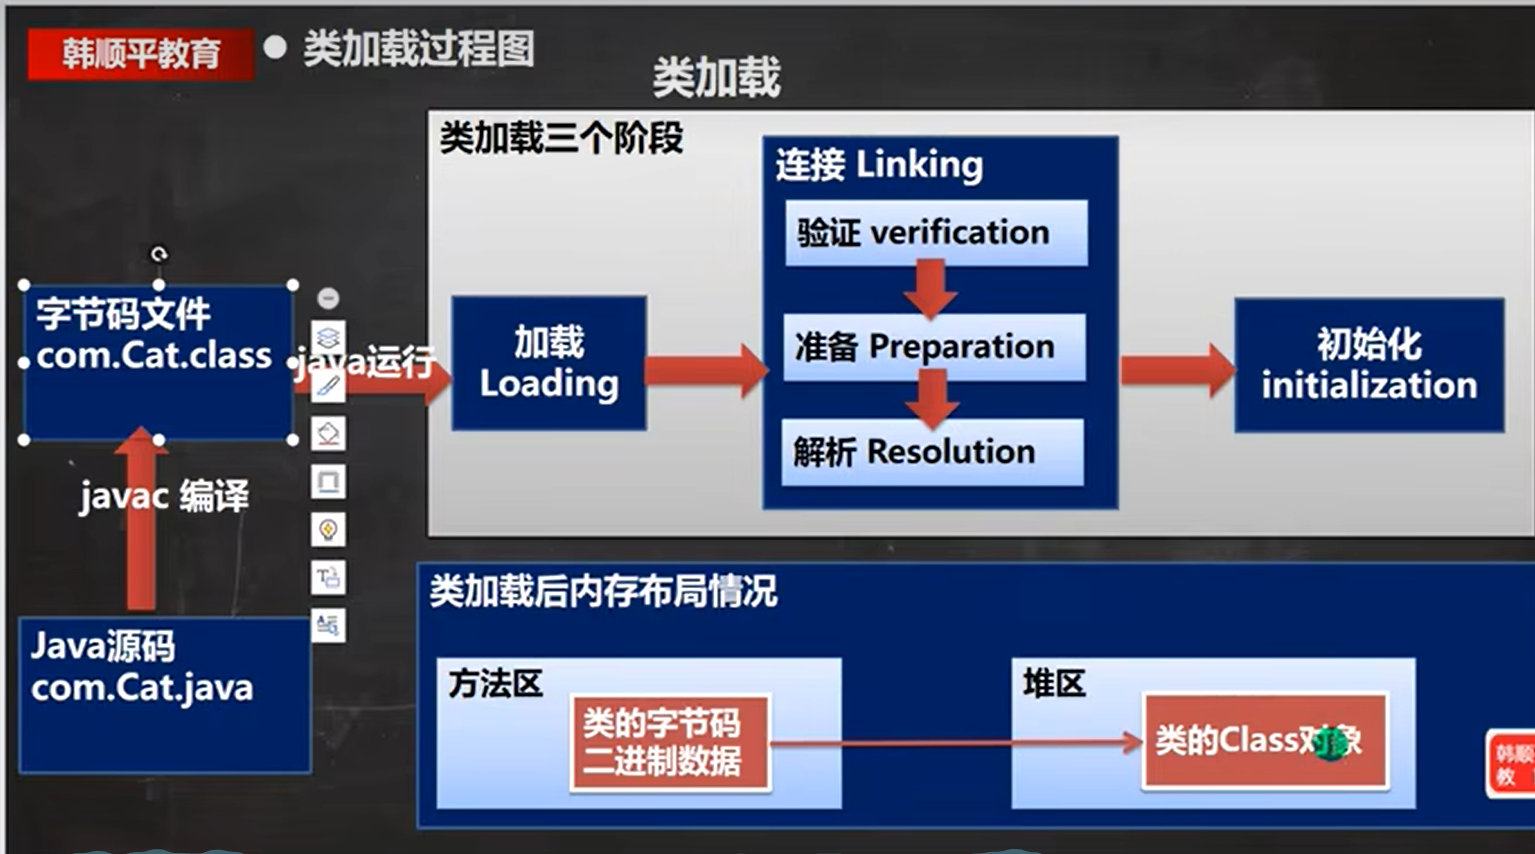 韩顺平教育
类加载过程图
类加载
类加载三个阶段
连接 Linking
验证 verification
准备 Preparation
解析 Resolution
字节码文件
com.Cat.class
java运行
加载
Loading
初始化
initialization
javac 编译
Java源码
com.Cat.java
类加载后内存布局情况
方法区
类的字节码
二进制数据
堆区
类的Class对象
韩顺
教